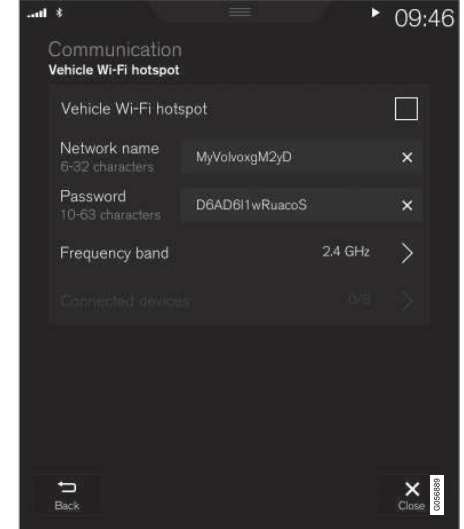 09:46
Communication
Vehicle Wi-Fi hotspot
Vehicle Wi-Fi hotspot
Network name
6-32 characters
MyVolvoxgM2yD
Password
10-63 characters
D6AD6I1wRuacoS
Frequency band 2.4 GHz
Connected devices 0/8
Back
Close
G056889